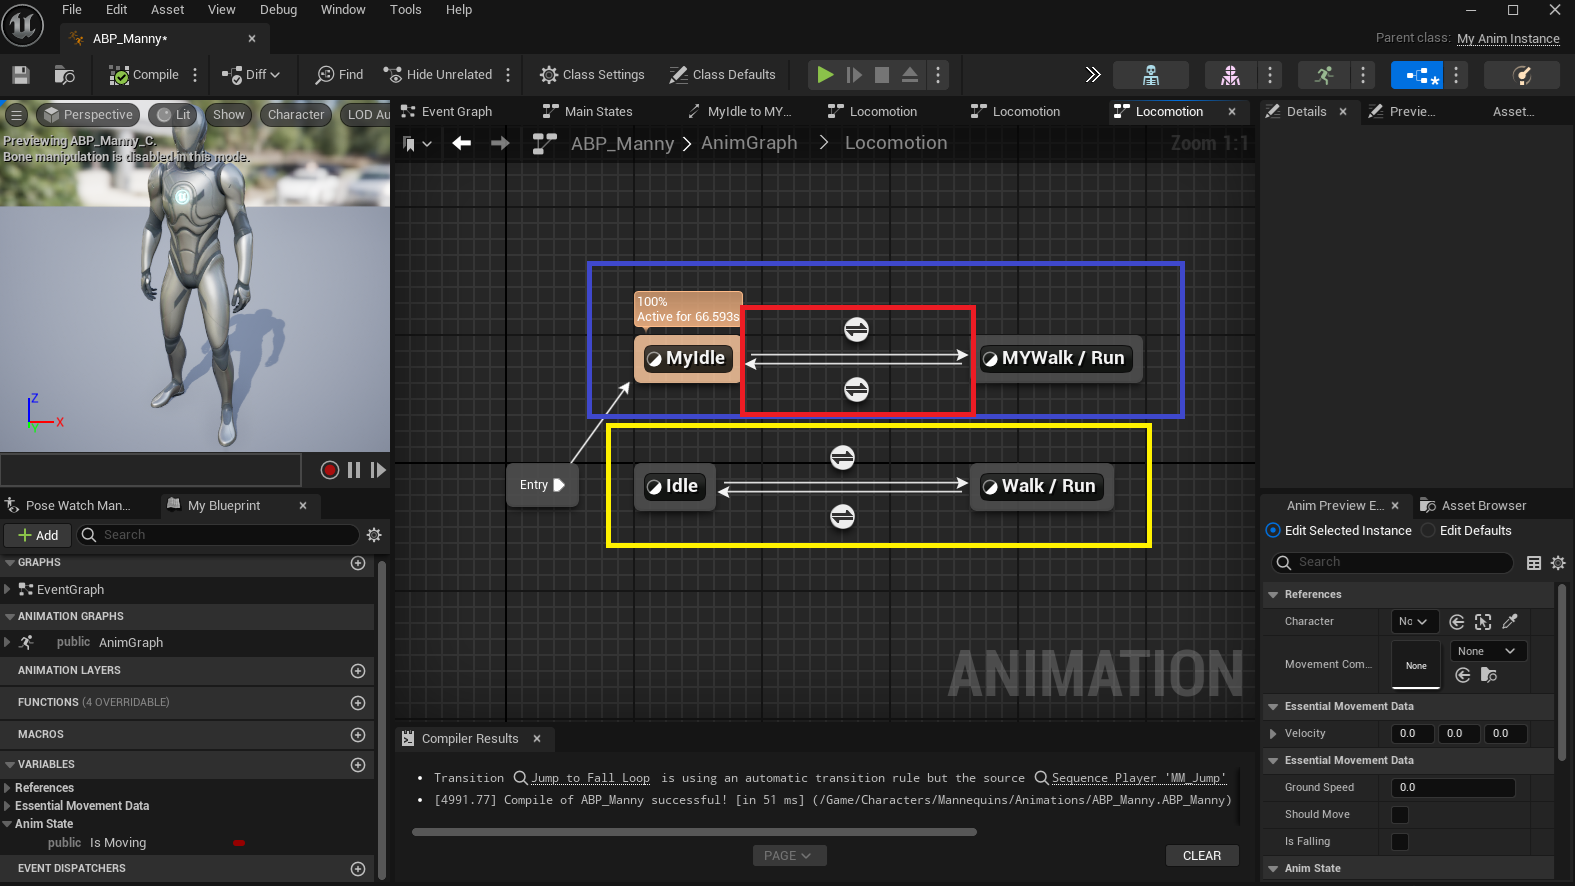 File Edit Asset View Debug Window Tools Help
ABP_Manny*
Parent class: My Anim Instance
Compile Diff Find Hide Unrelated Class Settings Class Defaults
Perspective Lit Show Character LOD Au
Previewing ABP_Manny_C.
Bone manipulation is disabled in this mode.
Z
X
Y
Event Graph Main States MyIdle to MY... Locomotion Locomotion Locomotion
ABP_Manny AnimGraph Locomotion Zoom 1:1
100%
Active for 66.593s
MyIdle MYWalk / Run
Entry
Idle Walk / Run
ANIMATION
Pose Watch Man... My Blueprint
Add Search
GRAPHS
EventGraph
ANIMATION GRAPHS
public AnimGraph
ANIMATION LAYERS
FUNCTIONS (4 OVERRIDABLE)
MACROS
VARIABLES
References
Essential Movement Data
Anim State
public Is Moving
EVENT DISPATCHERS
Compiler Results
• Transition Jump to Fall Loop is using an automatic transition rule but the source Sequence Player 'MM_Jump'
• [4991.77] Compile of ABP_Manny successful! [in 51 ms] (/Game/Characters/Mannequins/Animations/ABP_Manny.ABP_Manny)
PAGE CLEAR
Details Previe... Asset...
Anim Preview E... Asset Browser
Edit Selected Instance Edit Defaults
Search
References
Character Nc
Movement Com... None None
Essential Movement Data
Velocity 0.0 0.0 0.0
Essential Movement Data
Ground Speed 0.0
Should Move
Is Falling
Anim State